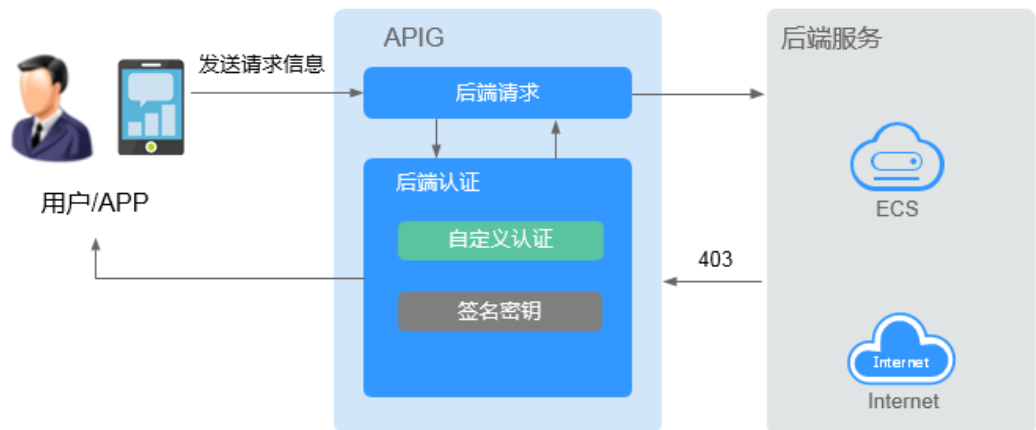 APIG
后端服务
发送请求信息
后端请求
后端认证
用户/APP
ECS
自定义认证
403
签名密钥
Internet
Internet